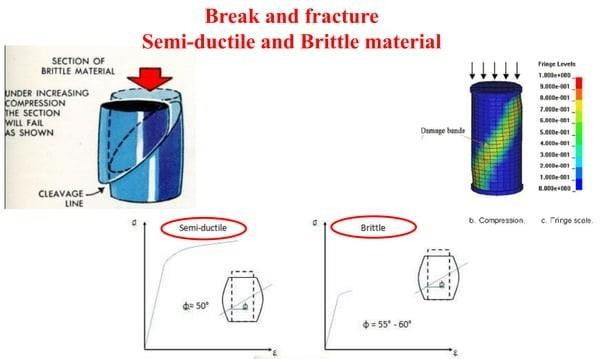 Break and fracture
Semi-ductile and Brittle material
SECTION OF
BRITTLE MATERIAL
UNDER INCREASING
COMPRESSION
THE SECTION
WILL FAIL
AS SHOWN
CLEAVAGE
LINE
Damage bands
Fringe Levels
1.000e+000
9.000e-001
8.000e-001
7.000e-001
6.000e-001
5.000e-001
4.000e-001
3.000e-001
2.000e-001
1.000e-001
0.000e+000
b. Compression.
c. Fringe scale.
σ
Semi-ductile
ϕ
ϕ= 50°
ε
σ
Brittle
ϕ
ϕ = 55° - 60°
ε